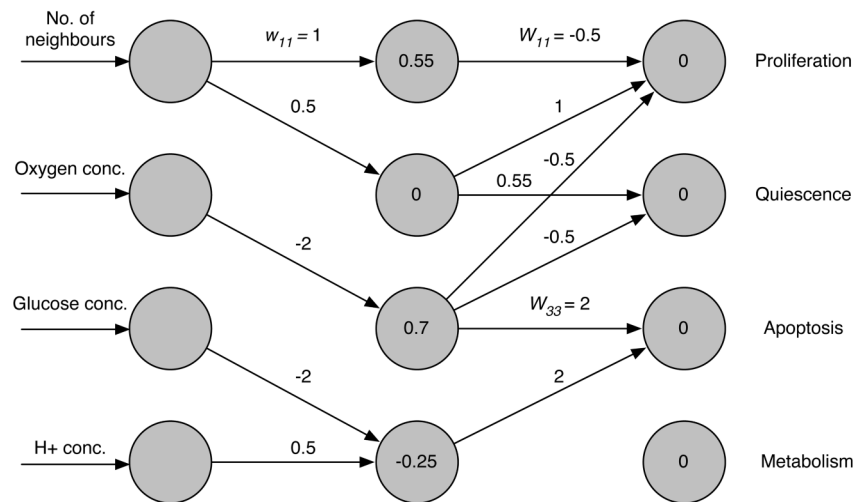 No. of
neighbours
w11 = 1
0.55
W11 = -0.5
0
Proliferation
0.5
1
-0.5
Oxygen conc.
0
0.55
0
Quiescence
-2
-0.5
Glucose conc.
0.7
W33 = 2
0
Apoptosis
-2
2
H+ conc.
0.5
-0.25
0
Metabolism